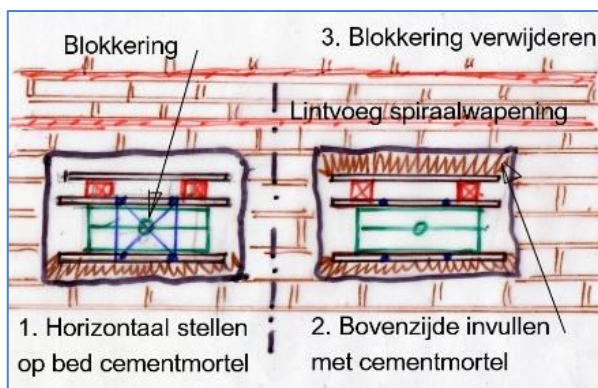 Blokkering
3. Blokkering verwijderen
Lintvoeg spiraalwapening
1. Horizontaal stellen
op bed cementmortel
2. Bovenzijde invullen
met cementmortel